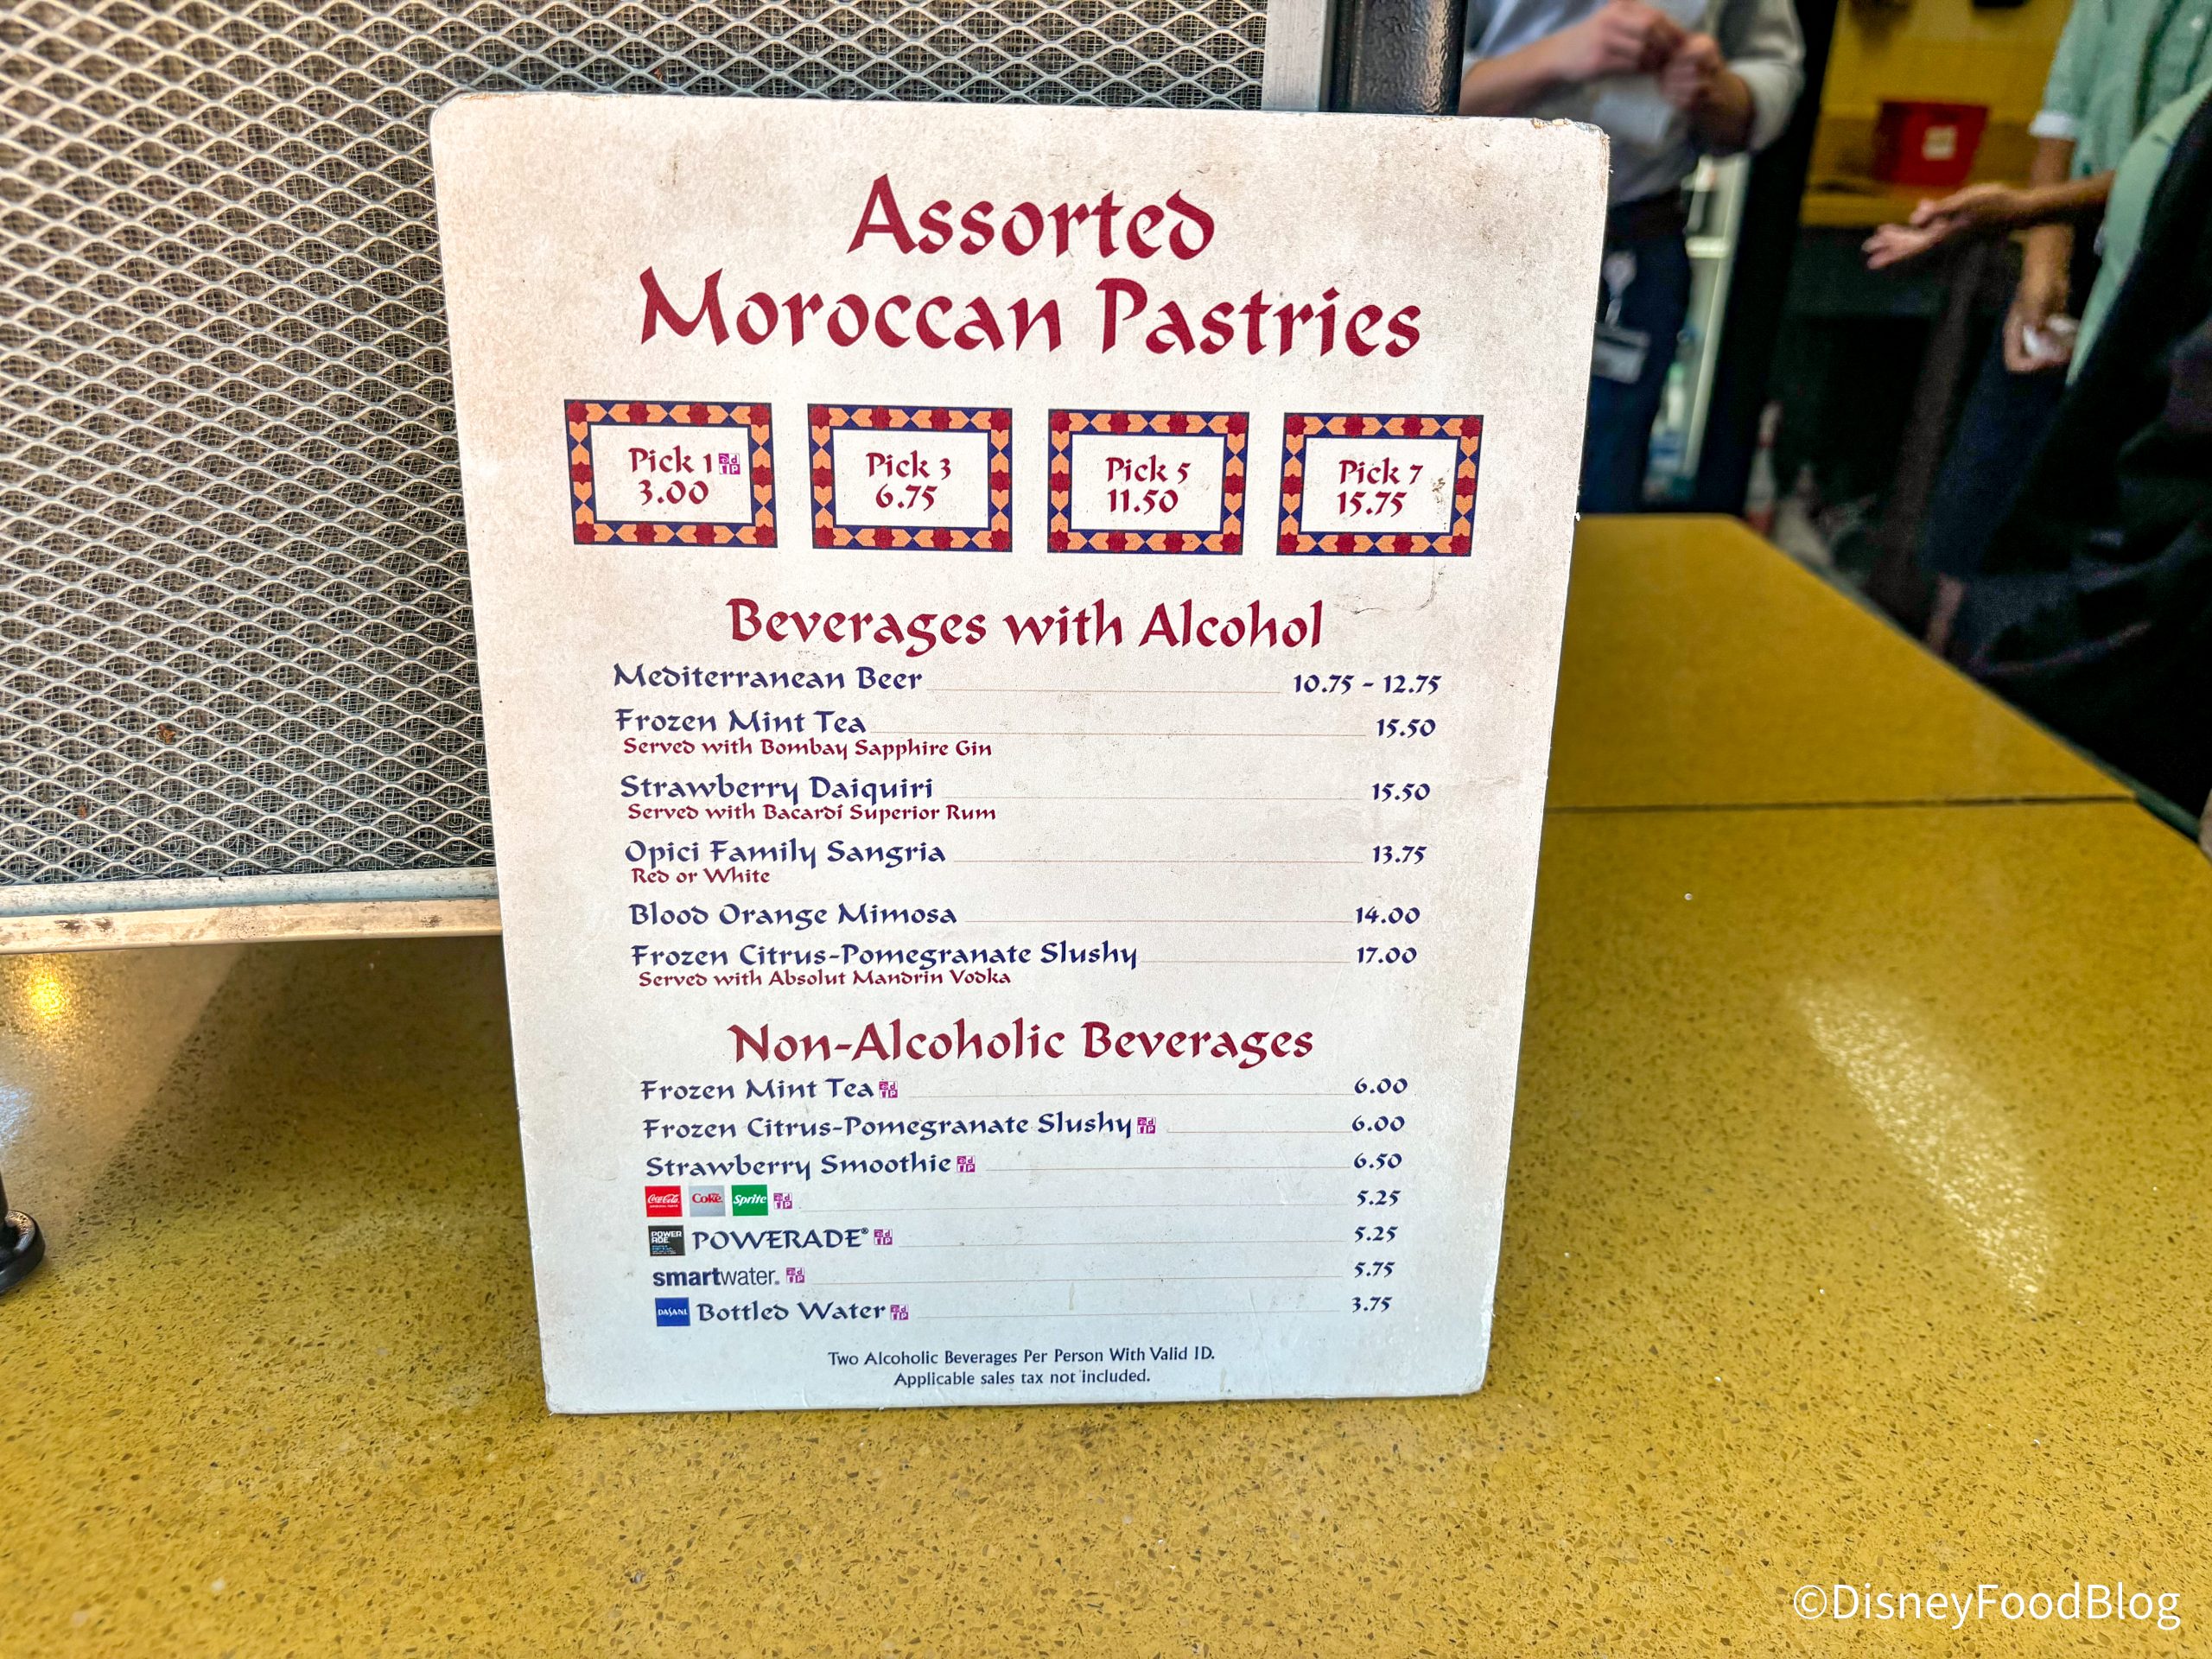 Assorted
Moroccan Pastries
Pick 1
3.00
Pick 3
6.75
Pick 5
11.50
Pick 7
15.75
Beverages with Alcohol
Mediterranean Beer 10.75 - 12.75
Frozen Mint Tea 15.50
Served with Bombay Sapphire Gin
Strawberry Daiquiri 15.50
Served with Bacardi Superior Rum
Opici Family Sangria 13.75
Red or White
Blood Orange Mimosa 14.00
Frozen Citrus-Pomegranate Slushy 17.00
Served with Absolut Mandrin Vodka
Non-Alcoholic Beverages
Frozen Mint Tea 6.00
Frozen Citrus-Pomegranate Slushy 6.00
Strawberry Smoothie 6.50
Coca-Cola Coke Sprite 5.25
POWERADE POWERADE® 5.25
smartwater. 5.75
DASANI Bottled Water 3.75
Two Alcoholic Beverages Per Person With Valid ID.
Applicable sales tax not included.
©DisneyFoodBlog